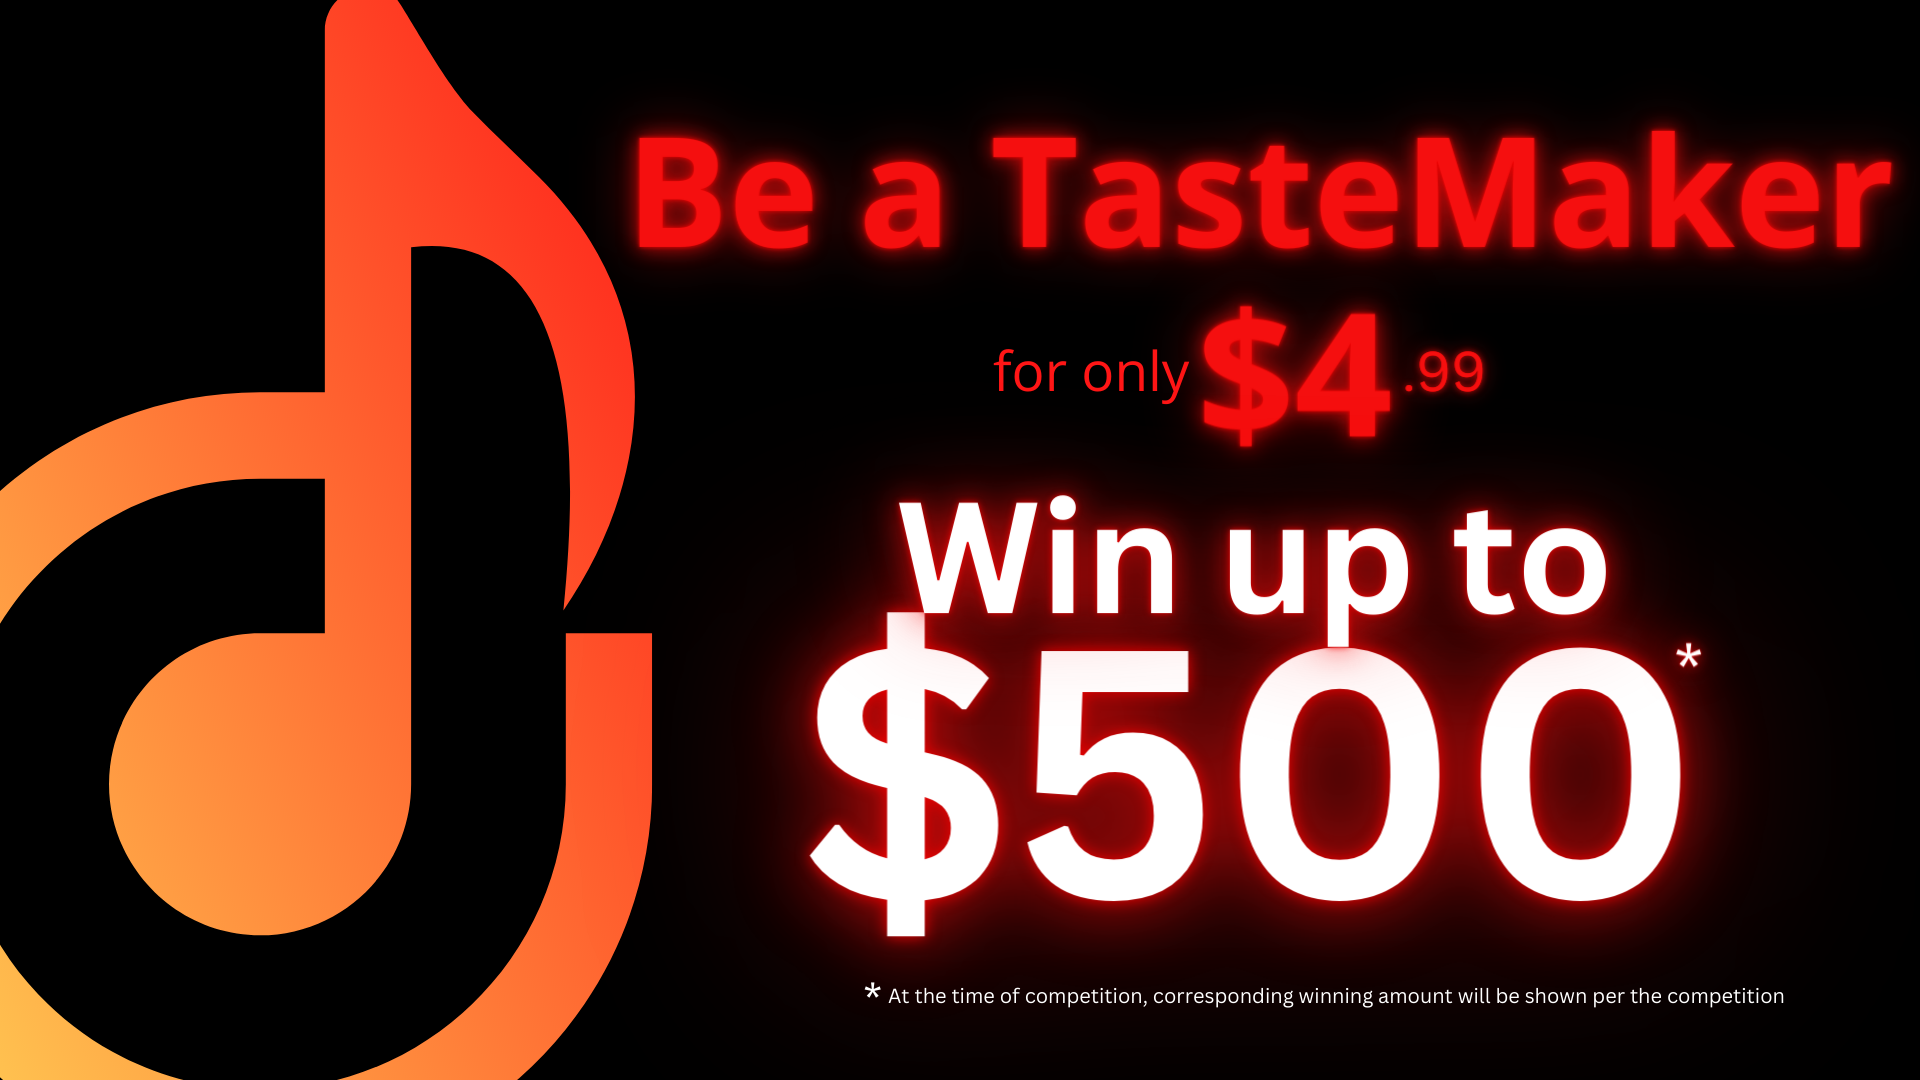 Be a TasteMaker
for only $4.99
Win up to
$500*
* At the time of competition, corresponding winning amount will be shown per the competition